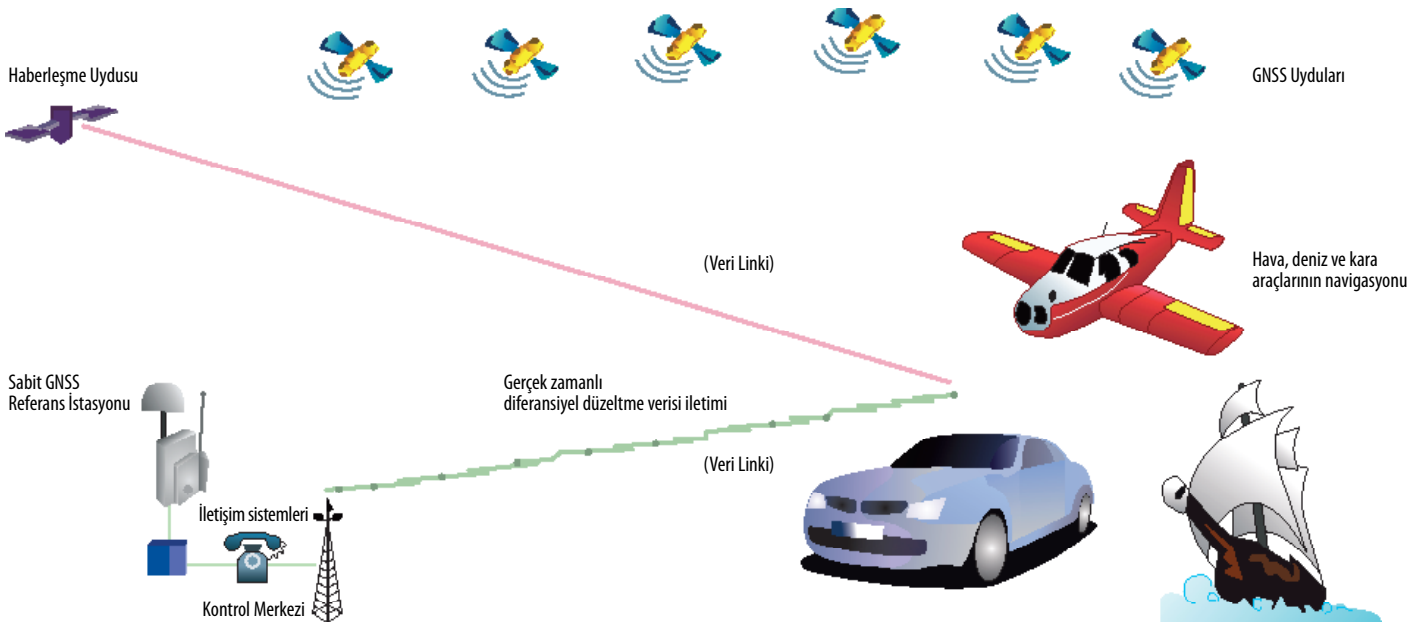 Haberleşme Uydusu
GNSS Uyduları
(Veri Linki)
Hava, deniz ve kara
araçlarının navigasyonu
Sabit GNSS
Referans İstasyonu
Gerçek zamanlı
diferansiyel düzeltme verisi iletimi
(Veri Linki)
İletişim sistemleri
Kontrol Merkezi